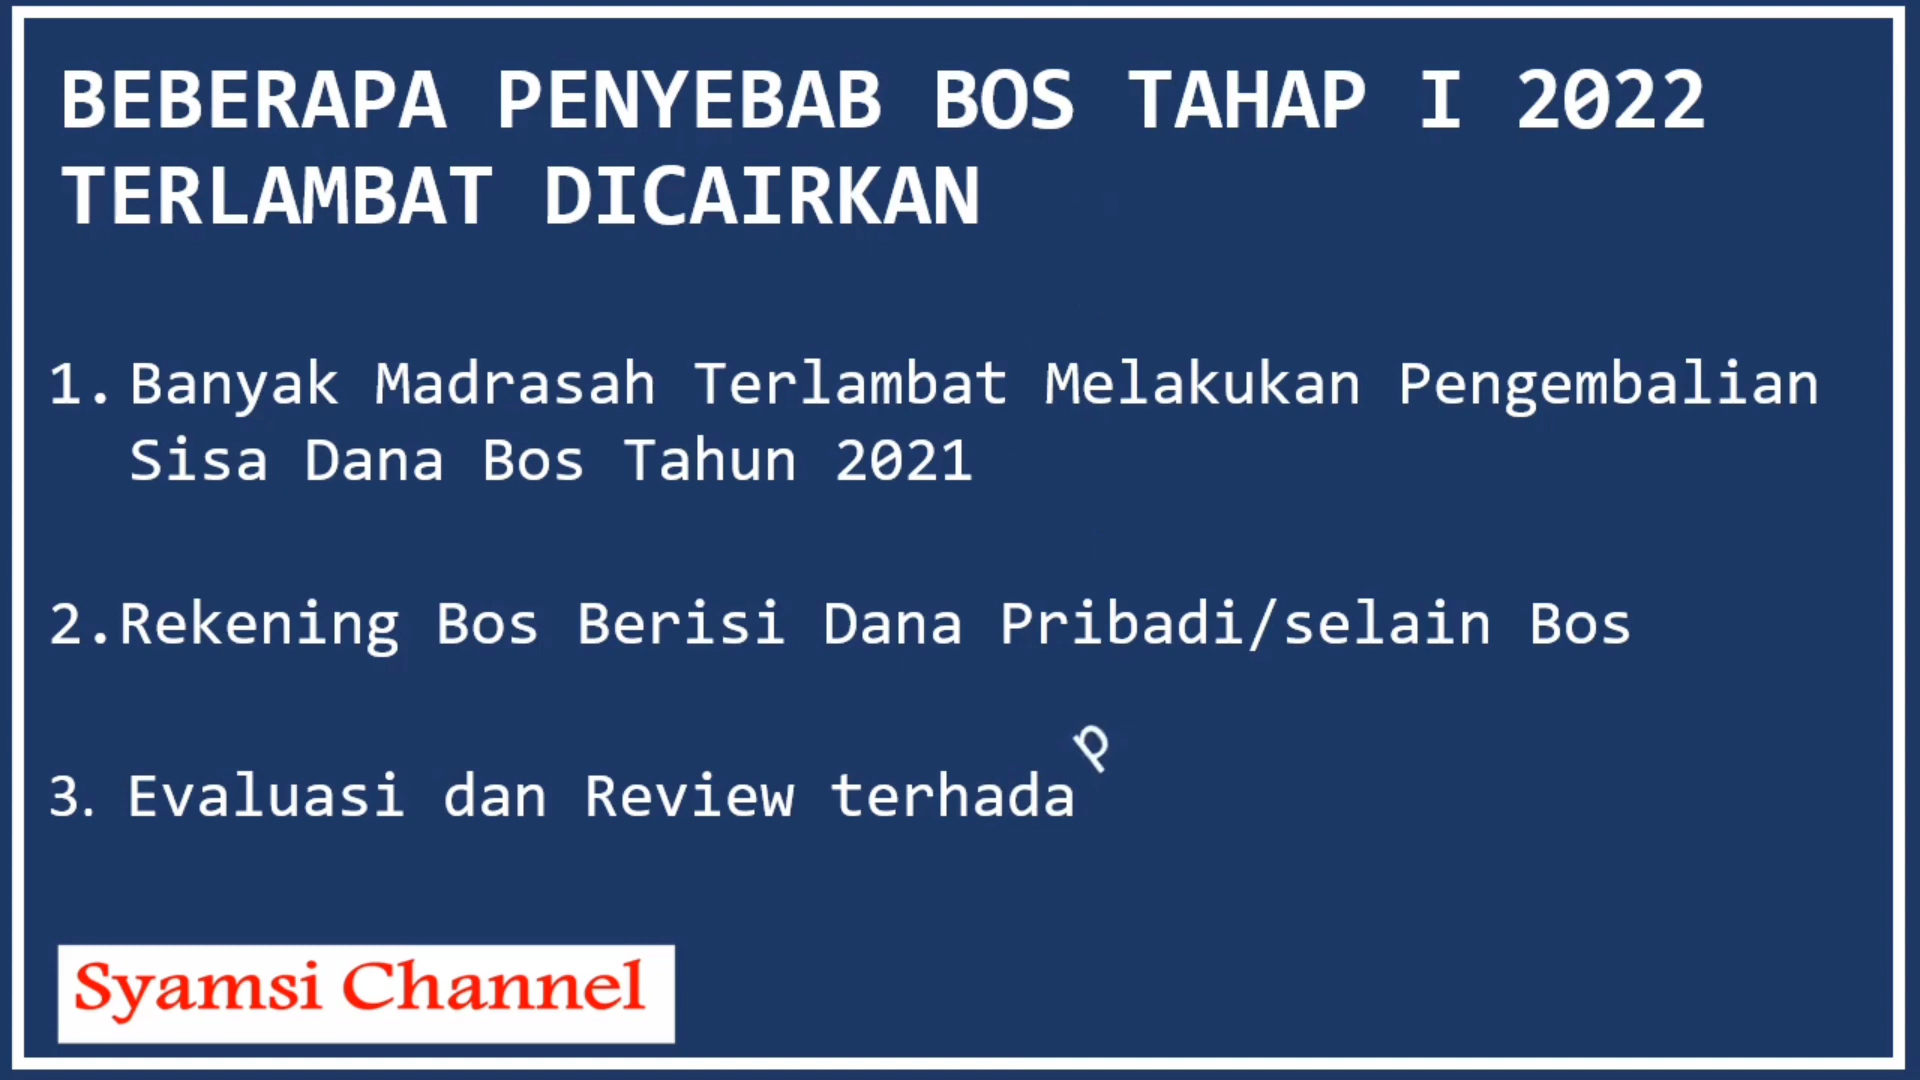 BEBERAPA PENYEBAB BOS TAHAP I 2022
TERLAMBAT DICAIRKAN
1. Banyak Madrasah Terlambat Melakukan Pengembalian
Sisa Dana Bos Tahun 2021
2.Rekening Bos Berisi Dana Pribadi/selain Bos
3. Evaluasi dan Review terhadap
Syamsi Channel